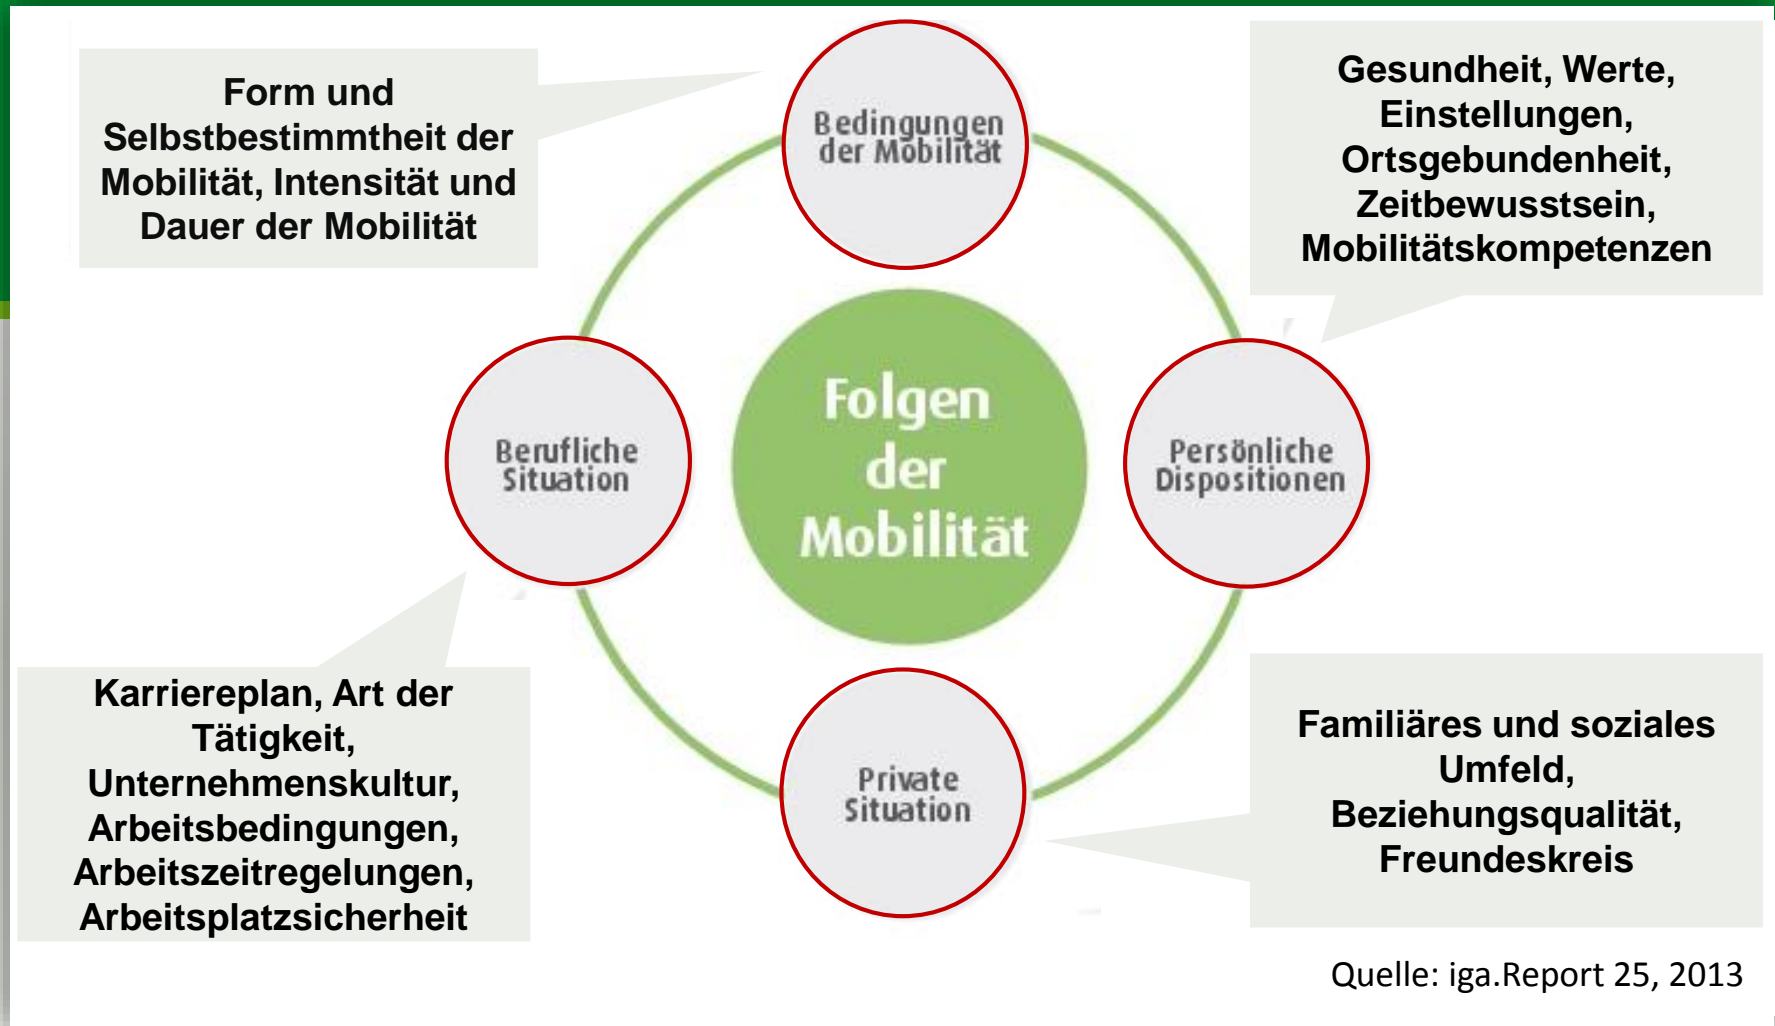 Form und
Selbstbestimmtheit der
Mobilität, Intensität und
Dauer der Mobilität
Bedingungen
der Mobilität
Gesundheit, Werte,
Einstellungen,
Ortsgebundenheit,
Zeitbewusstsein,
Mobilitätskompetenzen
Berufliche
Situation
Folgen
der
Mobilität
Persönliche
Dispositionen
Karriereplan, Art der
Tätigkeit,
Unternehmenskultur,
Arbeitsbedingungen,
Arbeitszeitregelungen,
Arbeitsplatzsicherheit
Private
Situation
Familiäres und soziales
Umfeld,
Beziehungsqualität,
Freundeskreis
Quelle: iga.Report 25, 2013